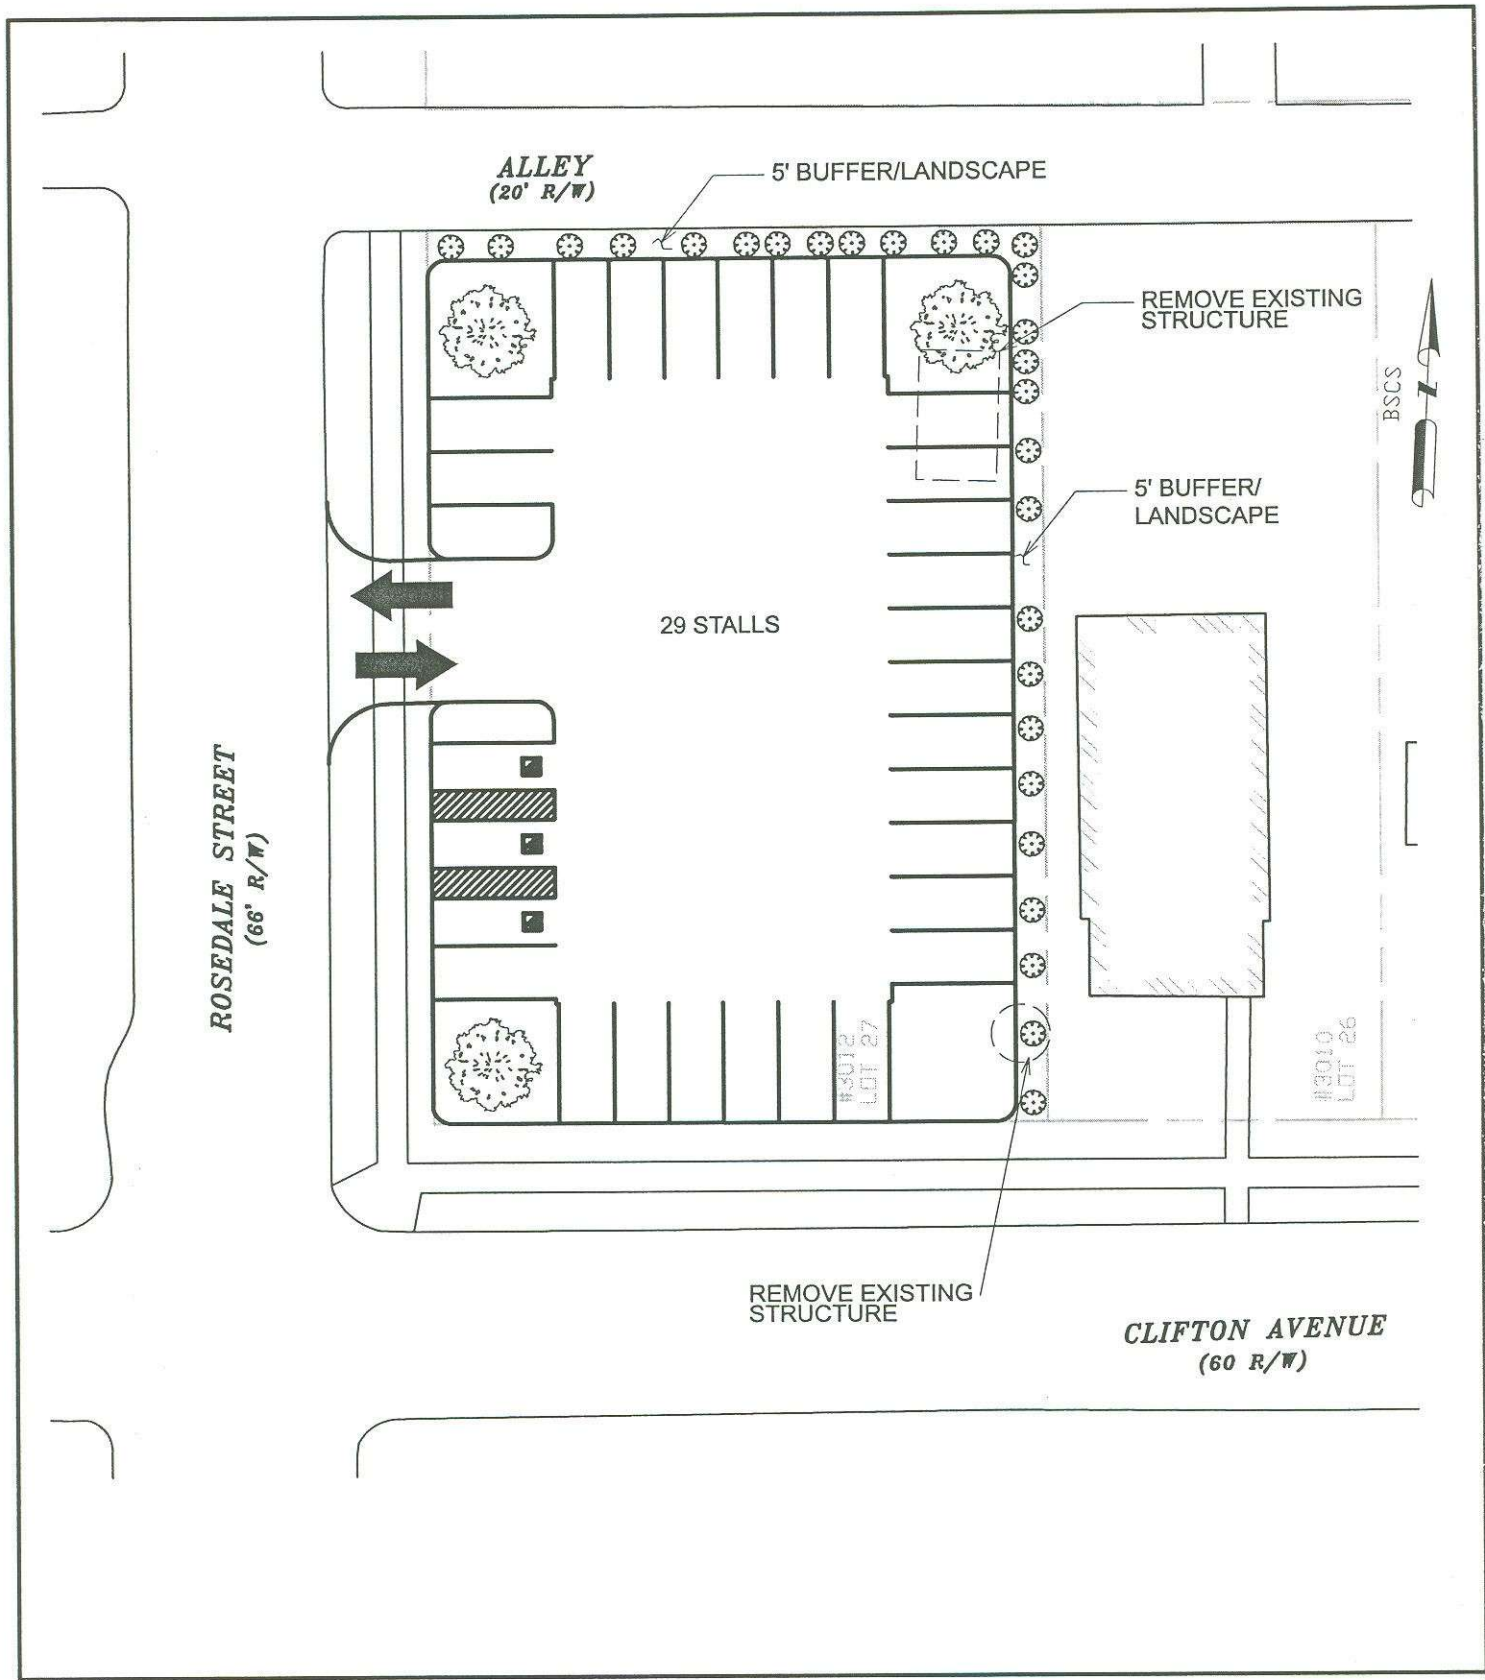 ALLEY
(20' R/W)
5' BUFFER/LANDSCAPE
REMOVE EXISTING
STRUCTURE
BSCS
5' BUFFER/
LANDSCAPE
29 STALLS
ROSEDALE STREET
(66' R/W)
#3012
LOT 27
#3010
LOT 26
REMOVE EXISTING
STRUCTURE
CLIFTON AVENUE
(60 R/W)